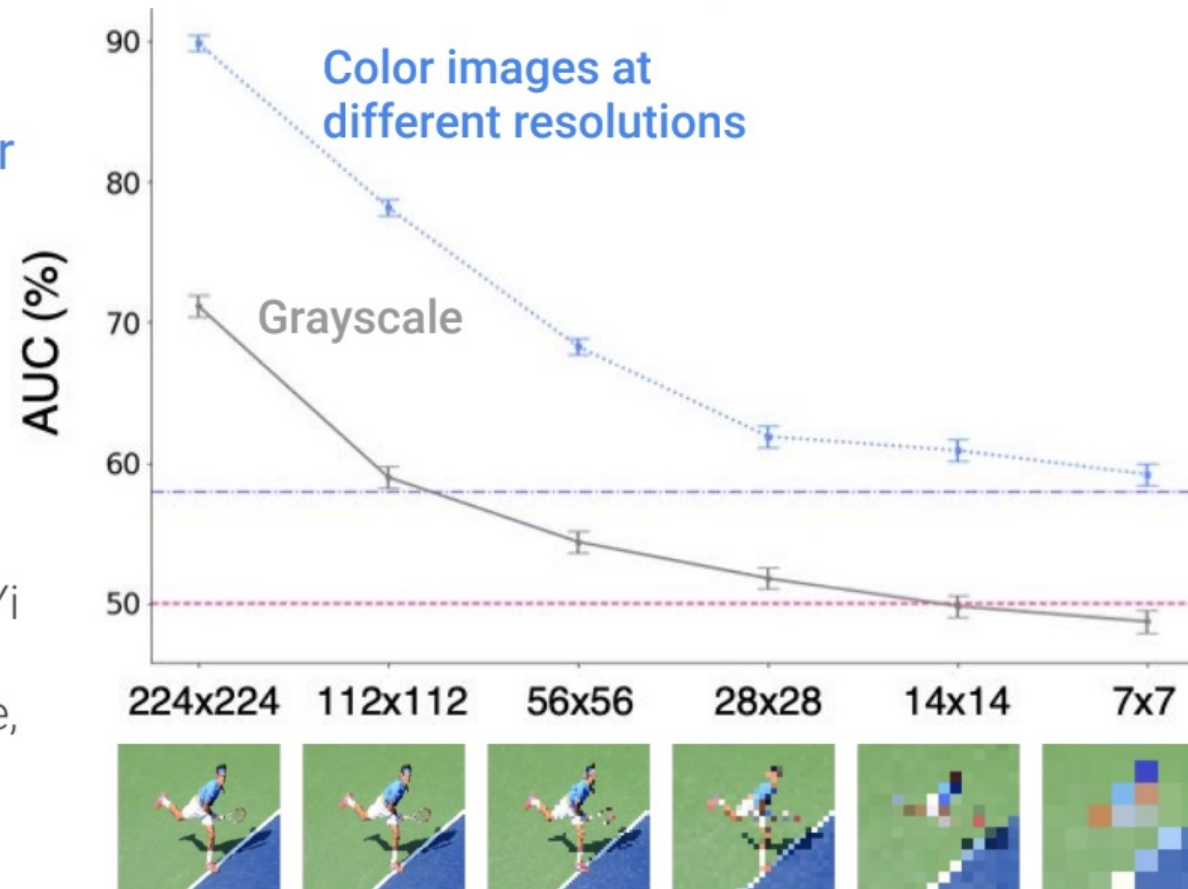 r
/i
e,
AUC (%)
90
80
70
60
50
Color images at
different resolutions
Grayscale
224x224 112x112 56x56 28x28 14x14 7x7